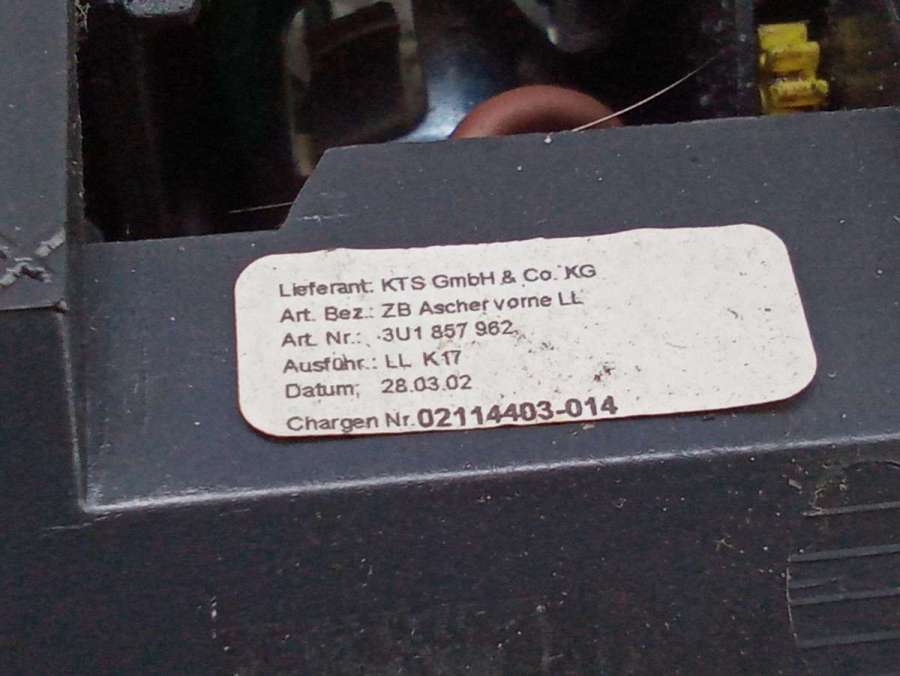 Lieferant: KTS GmbH & Co. KG
Art. Bez.: ZB Ascher vorne LL
Art. Nr.: 3U1 857 962
Ausführ.: LL K17
Datum: 28.03.02
Chargen Nr. 02114403-014